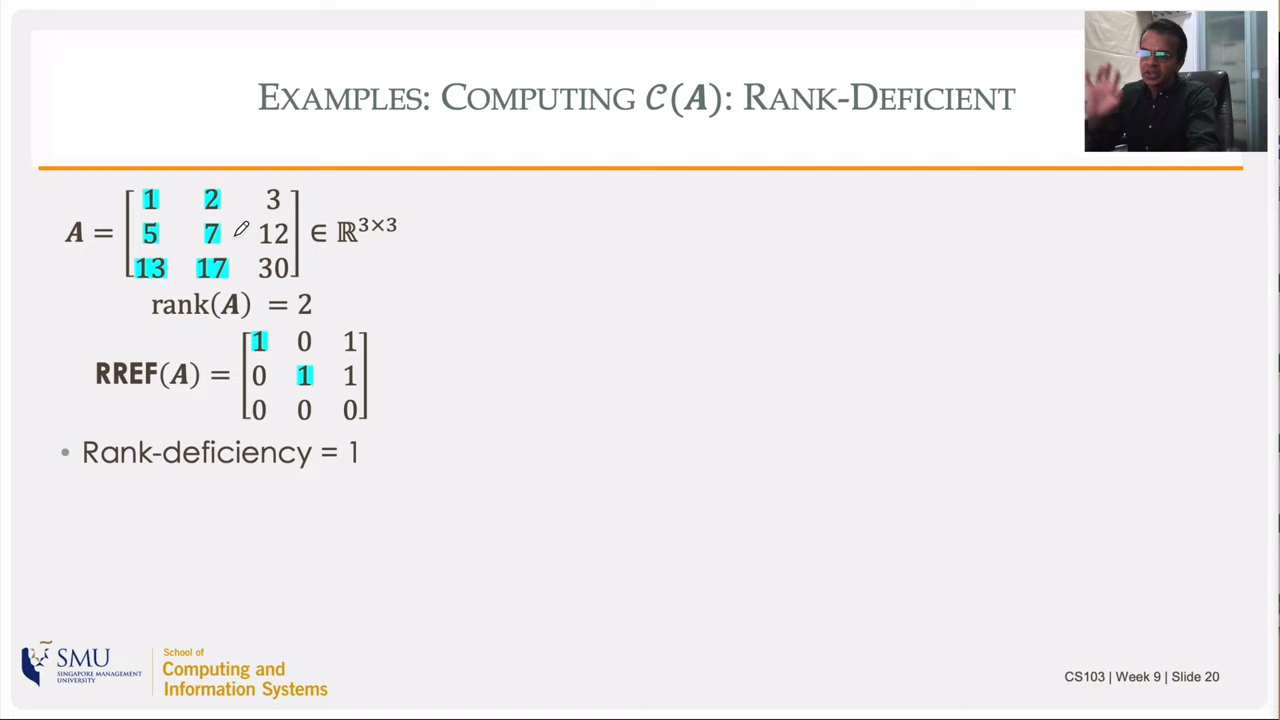 EXAMPLES: COMPUTING 𝓒(𝑨): RANK-DEFICIENT
𝑨 = [1 2 3
5 7 12
13 17 30] ∈ ℝ³ˣ³
rank(𝑨) = 2
RREF(𝑨) = [1 0 1
0 1 1
0 0 0]
• Rank-deficiency = 1
SMU
SINGAPORE MANAGEMENT
UNIVERSITY
School of
Computing and
Information Systems
CS103 | Week 9 | Slide 20